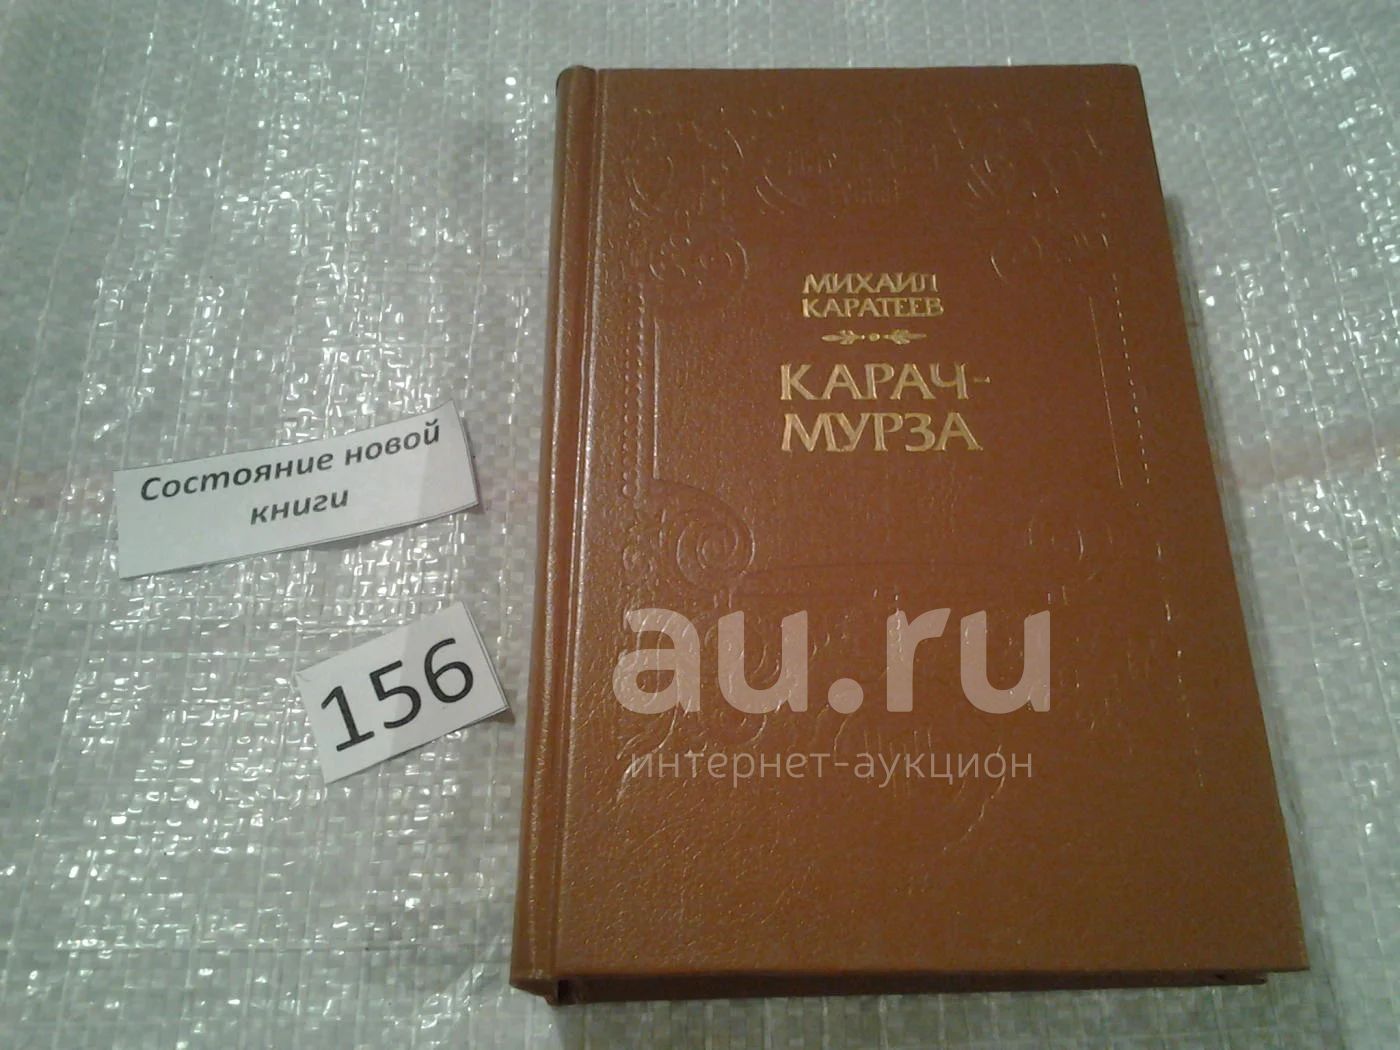 МИХАИЛ
КАРАТЕЕВ
КАРАЧ-
МУРЗА
Состояние новой
книги
156
au.ru
интернет-аукцион